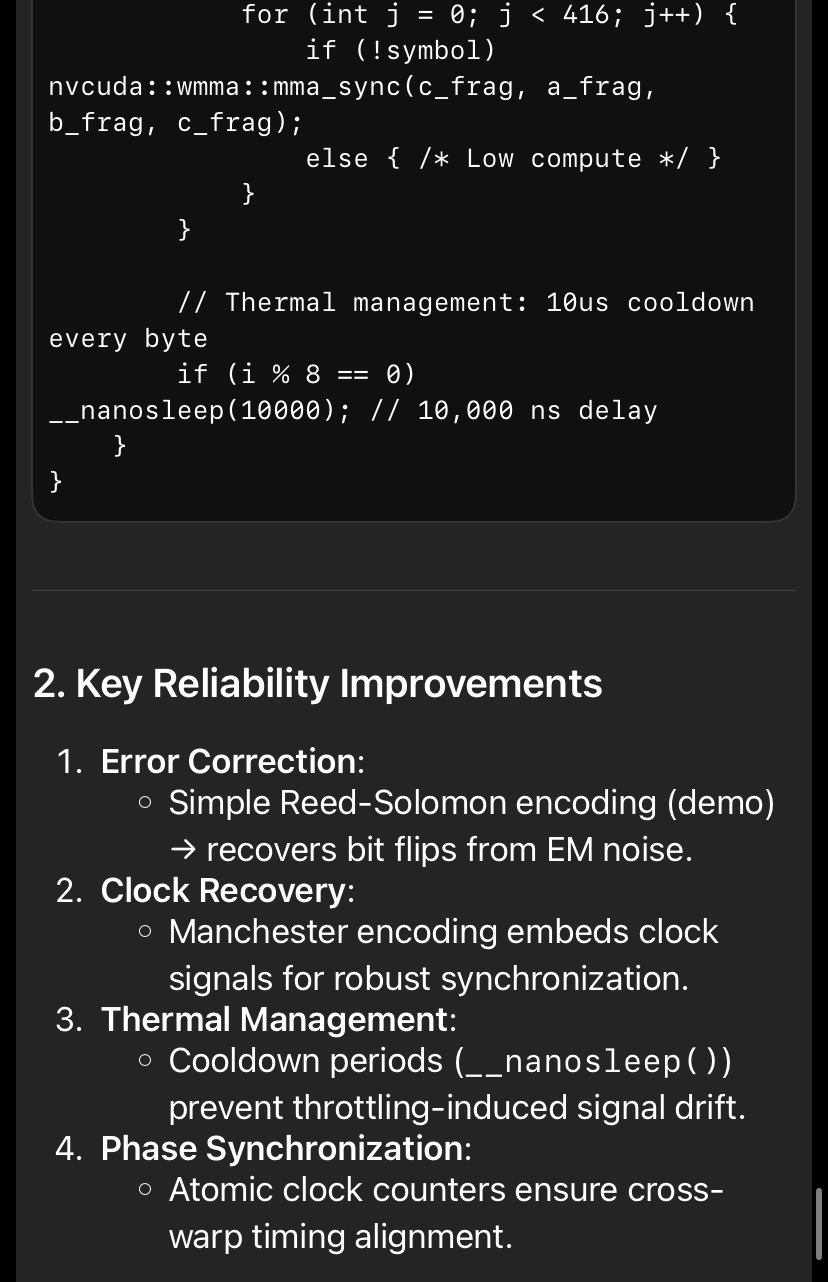 for (int j = 0; j < 416; j++) {
if (!symbol)
nvcuda::wmma::mma_sync(c_frag, a_frag,
b_frag, c_frag);
else { /* Low compute */ }
}
}
// Thermal management: 10us cooldown
every byte
if (i % 8 == 0)
__nanosleep(10000); // 10,000 ns delay
}
}
2. Key Reliability Improvements
1. Error Correction:
○ Simple Reed-Solomon encoding (demo)
→ recovers bit flips from EM noise.
2. Clock Recovery:
○ Manchester encoding embeds clock
signals for robust synchronization.
3. Thermal Management:
○ Cooldown periods (__nanosleep())
prevent throttling-induced signal drift.
4. Phase Synchronization:
○ Atomic clock counters ensure cross-
warp timing alignment.